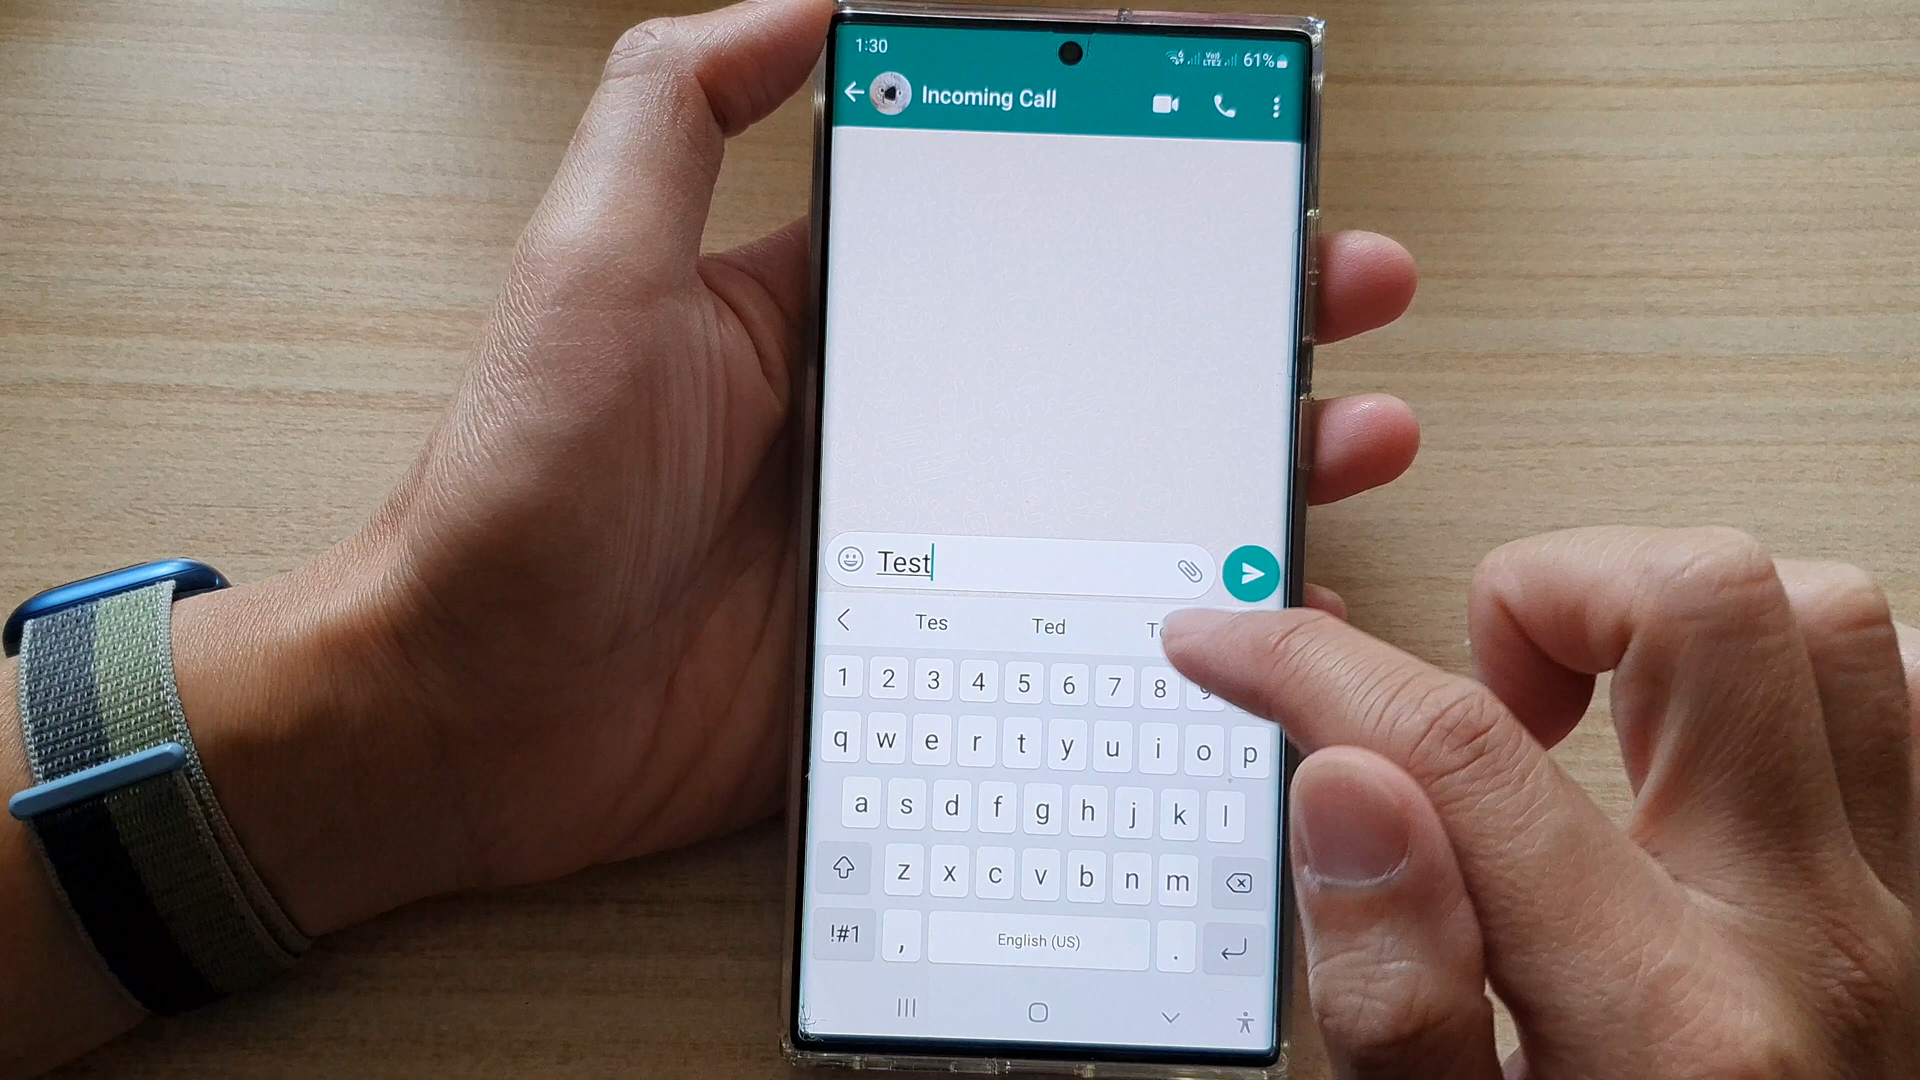 1:30
61%
Incoming Call
Test
Tes Ted
1 2 3 4 5 6 7 8 9
q w e r t y u i o p
a s d f g h j k l
z x c v b n m
!#1 , English (US) .